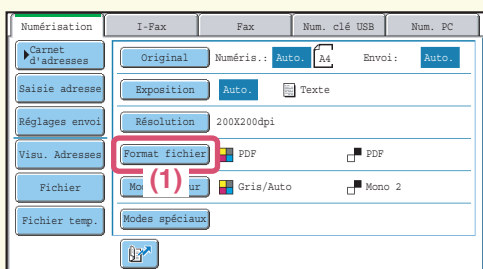 Numérisation I-Fax Fax Num. clé USB Num. PC
Carnet d'adresses
Original Numéris.: Auto. A4 Envoi: Auto.
Saisie adresse Exposition Auto. Texte
Réglages envoi Résolution 200X200dpi
Visu. Adresses Format fichier PDF PDF
(1)
Fichier Gris/Auto Mono 2
Fichier temp. Modes spéciaux